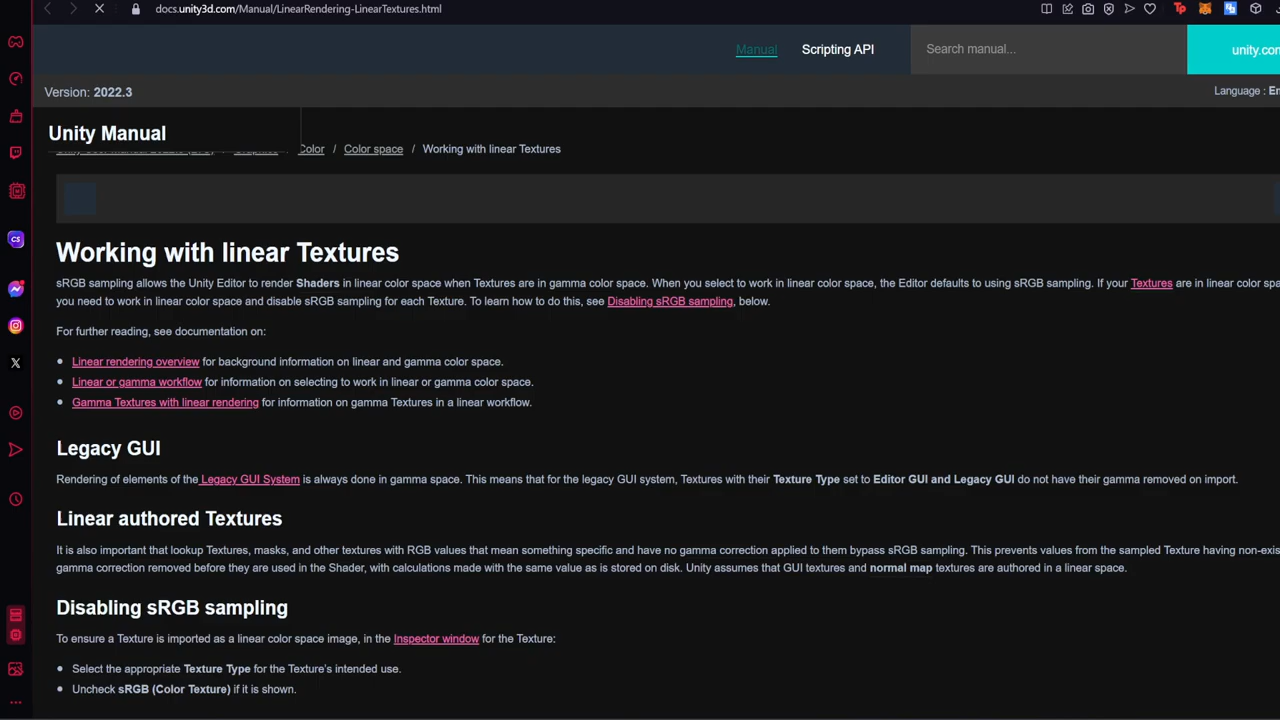 docs.unity3d.com/Manual/LinearRendering-LinearTextures.html
Manual
Scripting API
Search manual...
unity.com
Version: 2022.3
Language :
Unity Manual
Color / Color space / Working with linear Textures
Working with linear Textures
sRGB sampling allows the Unity Editor to render Shaders in linear color space when Textures are in gamma color space. When you select to work in linear color space, the Editor defaults to using sRGB sampling. If your Textures are in linear color
you need to work in linear color space and disable sRGB sampling for each Texture. To learn how to do this, see Disabling sRGB sampling, below.
For further reading, see documentation on:
Linear rendering overview for background information on linear and gamma color space.
Linear or gamma workflow for information on selecting to work in linear or gamma color space.
Gamma Textures with linear rendering for information on gamma Textures in a linear workflow.
Legacy GUI
Rendering of elements of the Legacy GUI System is always done in gamma space. This means that for the legacy GUI system, Textures with their Texture Type set to Editor GUI and Legacy GUI do not have their gamma removed on import.
Linear authored Textures
It is also important that lookup Textures, masks, and other textures with RGB values that mean something specific and have no gamma correction applied to them bypass sRGB sampling. This prevents values from the sampled Texture having
gamma correction removed before they are used in the Shader, with calculations made with the same value as is stored on disk. Unity assumes that GUI textures and normal map textures are authored in a linear space.
Disabling sRGB sampling
To ensure a Texture is imported as a linear color space image, in the Inspector window for the Texture:
Select the appropriate Texture Type for the Texture's intended use.
Uncheck sRGB (Color Texture) if it is shown.